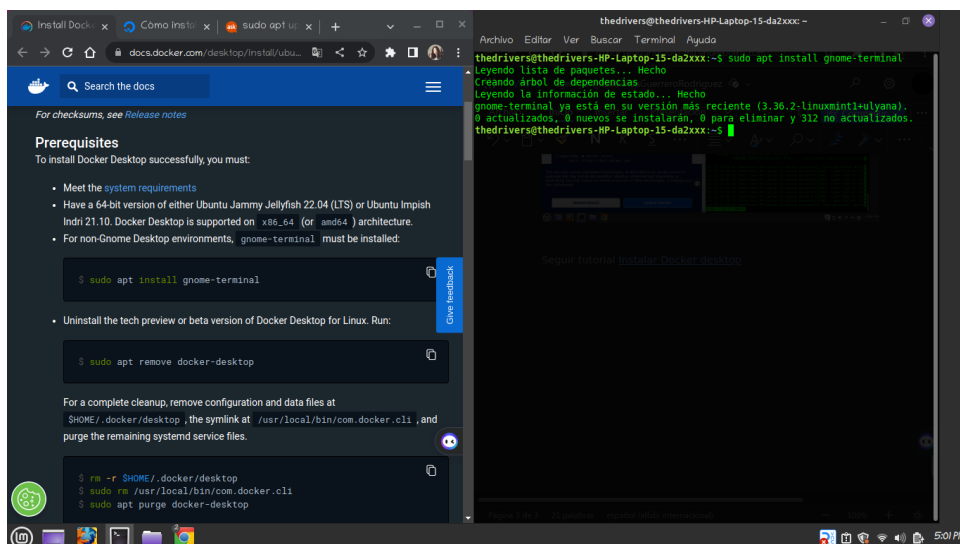 Install Docke
Cómo insta
sudo apt up
docs.docker.com/desktop/install/ubu...
Search the docs
For checksums, see Release notes
Prerequisites
To install Docker Desktop successfully, you must:
• Meet the system requirements
• Have a 64-bit version of either Ubuntu Jammy Jellyfish 22.04 (LTS) or Ubuntu Impish
Indri 21.10. Docker Desktop is supported on x86_64 (or amd64 ) architecture.
• For non-Gnome Desktop environments, gnome-terminal must be installed:
$ sudo apt install gnome-terminal
Give feedback
• Uninstall the tech preview or beta version of Docker Desktop for Linux. Run:
$ sudo apt remove docker-desktop
For a complete cleanup, remove configuration and data files at
$HOME/.docker/desktop , the symlink at /usr/local/bin/com.docker.cli , and
purge the remaining systemd service files.
$ rm -r $HOME/.docker/desktop
$ sudo rm /usr/local/bin/com.docker.cli
$ sudo apt purge docker-desktop
thedrivers@thedrivers-HP-Laptop-15-da2xxx: ~
Archivo Editar Ver Buscar Terminal Ayuda
thedrivers@thedrivers-HP-Laptop-15-da2xxx:~$ sudo apt install gnome-terminal
Leyendo lista de paquetes... Hecho
Creando árbol de dependencias
Leyendo la información de estado... Hecho
gnome-terminal ya está en su versión más reciente (3.36.2-linuxmint1+ulyana).
0 actualizados, 0 nuevos se instalarán, 0 para eliminar y 312 no actualizados.
thedrivers@thedrivers-HP-Laptop-15-da2xxx:~$
Seguir tutorial Instalar Docker desktop
2
5:01 PM